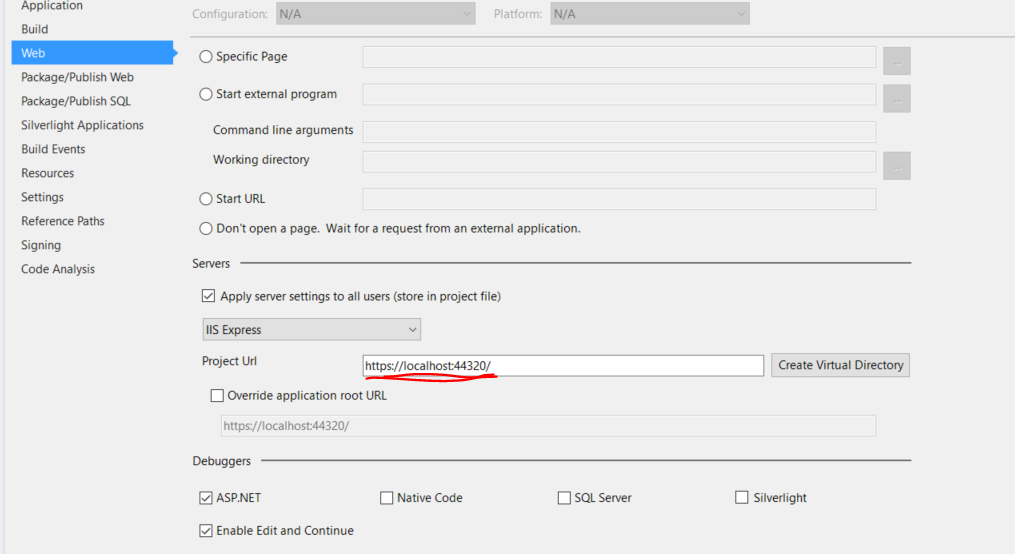 Application
Build
Web
Package/Publish Web
Package/Publish SQL
Silverlight Applications
Build Events
Resources
Settings
Reference Paths
Signing
Code Analysis
Configuration: N/A Platform: N/A
Specific Page ...
Start external program ...
Command line arguments
Working directory ...
Start URL
Don't open a page. Wait for a request from an external application.
Servers
Apply server settings to all users (store in project file)
IIS Express
Project Url https://localhost:44320/ Create Virtual Directory
Override application root URL
https://localhost:44320/
Debuggers
ASP.NET Native Code SQL Server Silverlight
Enable Edit and Continue